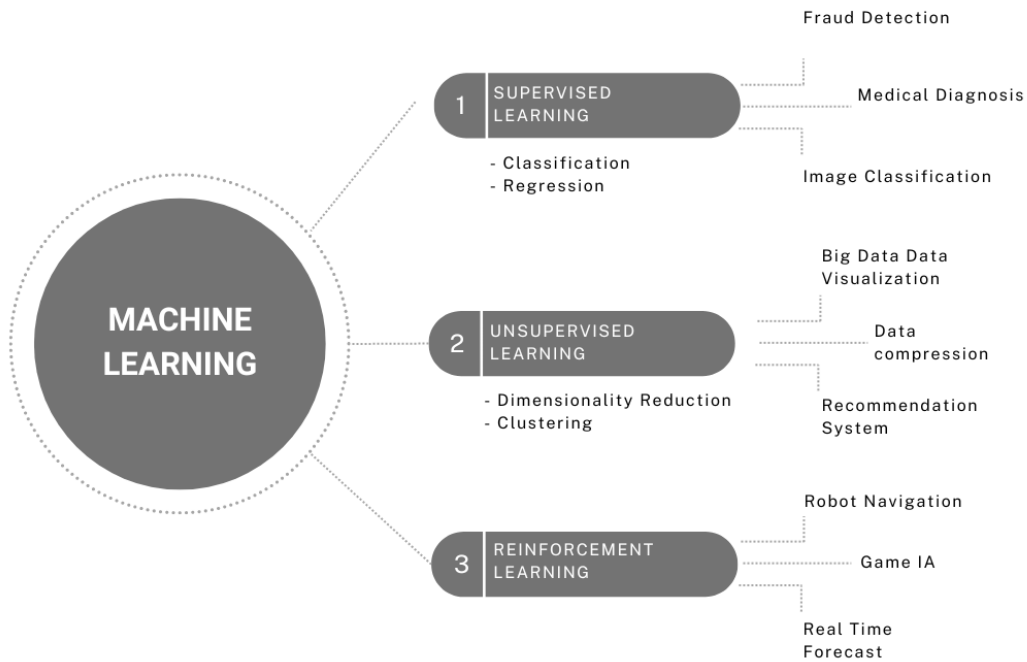 MACHINE
LEARNING
1
SUPERVISED
LEARNING
- Classification
- Regression
Fraud Detection
Medical Diagnosis
Image Classification
2
UNSUPERVISED
LEARNING
- Dimensionality Reduction
- Clustering
Big Data Data
Visualization
Data
compression
Recommendation
System
3
REINFORCEMENT
LEARNING
Robot Navigation
Game IA
Real Time
Forecast